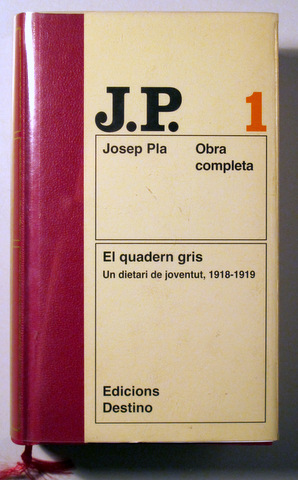 J.P. 1
Josep Pla Obra
completa
El quadern gris
Un dietari de joventut, 1918-1919
Edicions
Destino